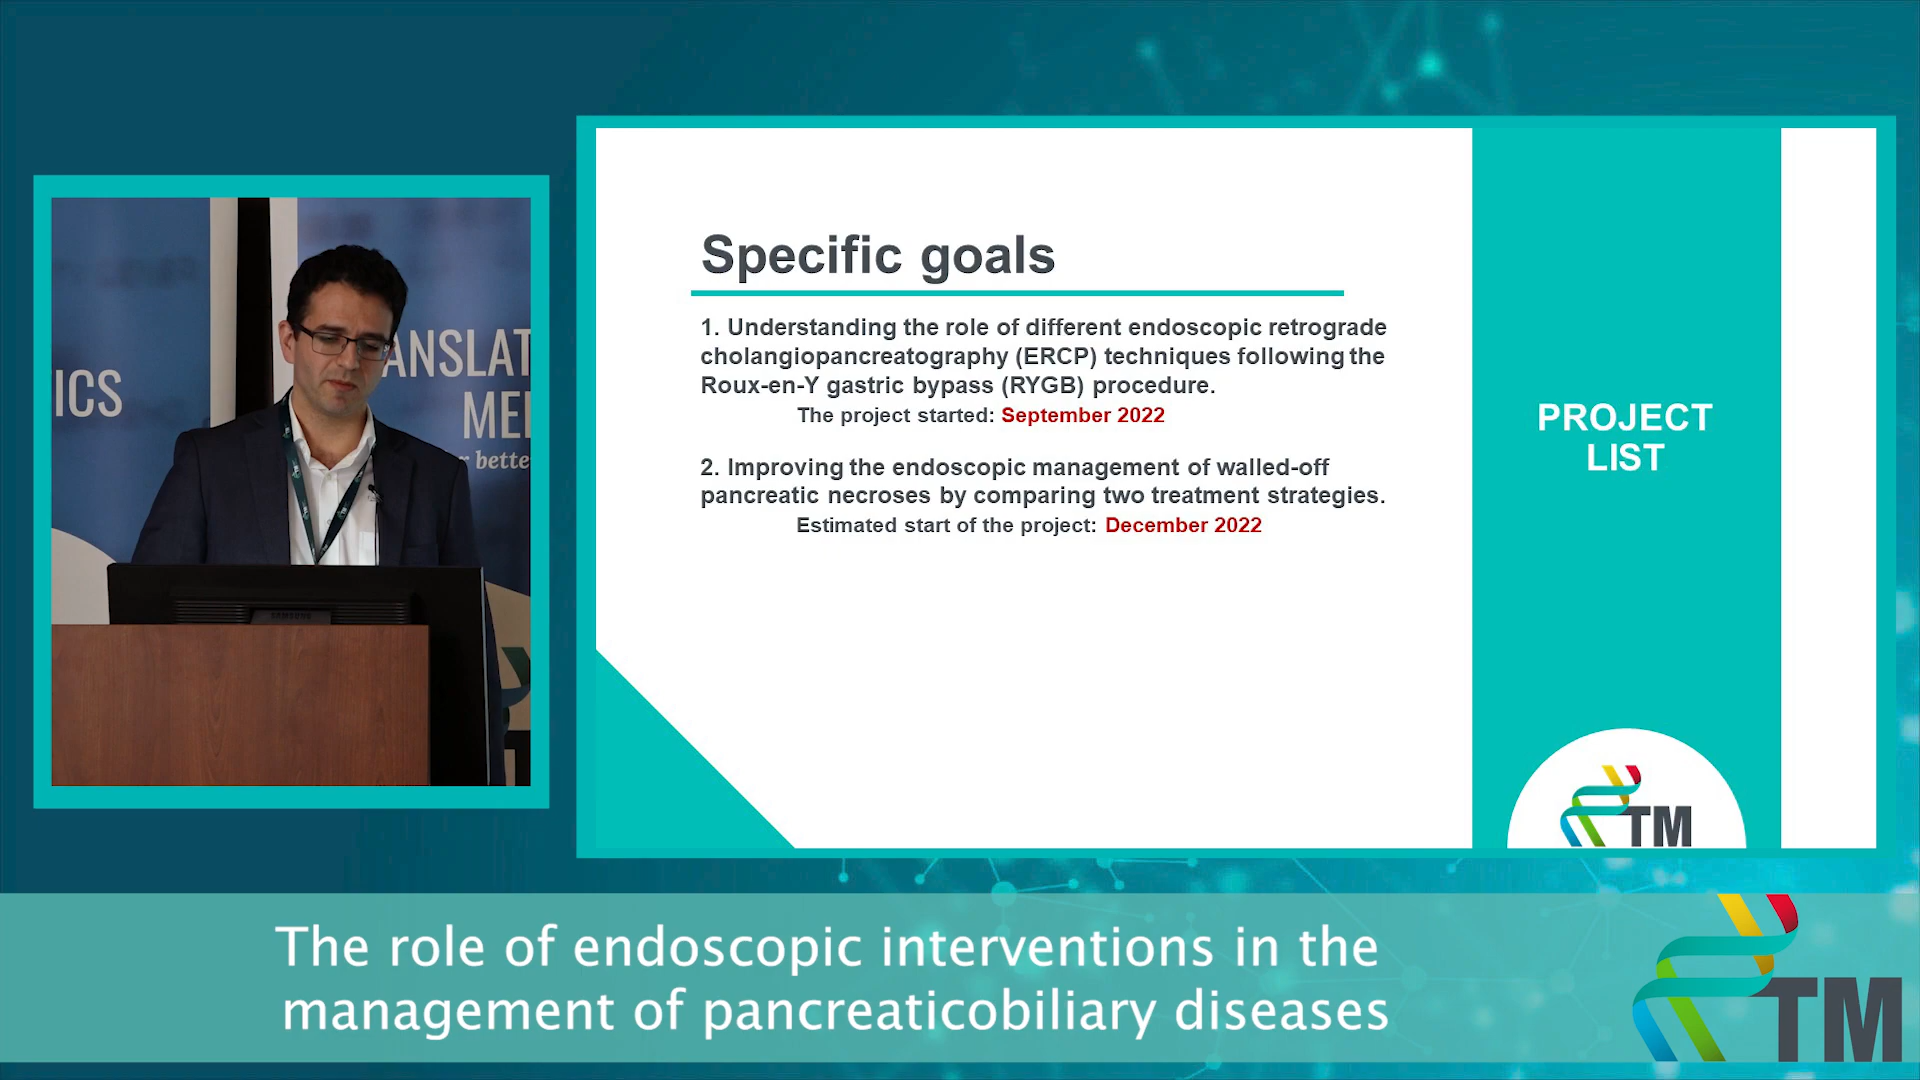 ICS
ANSLAT
MEI
r bette
SAMSUNG
Specific goals
1. Understanding the role of different endoscopic retrograde
cholangiopancreatography (ERCP) techniques following the
Roux-en-Y gastric bypass (RYGB) procedure.
The project started: September 2022
2. Improving the endoscopic management of walled-off
pancreatic necroses by comparing two treatment strategies.
Estimated start of the project: December 2022
PROJECT
LIST
TM
The role of endoscopic interventions in the
management of pancreaticobiliary diseases
TM